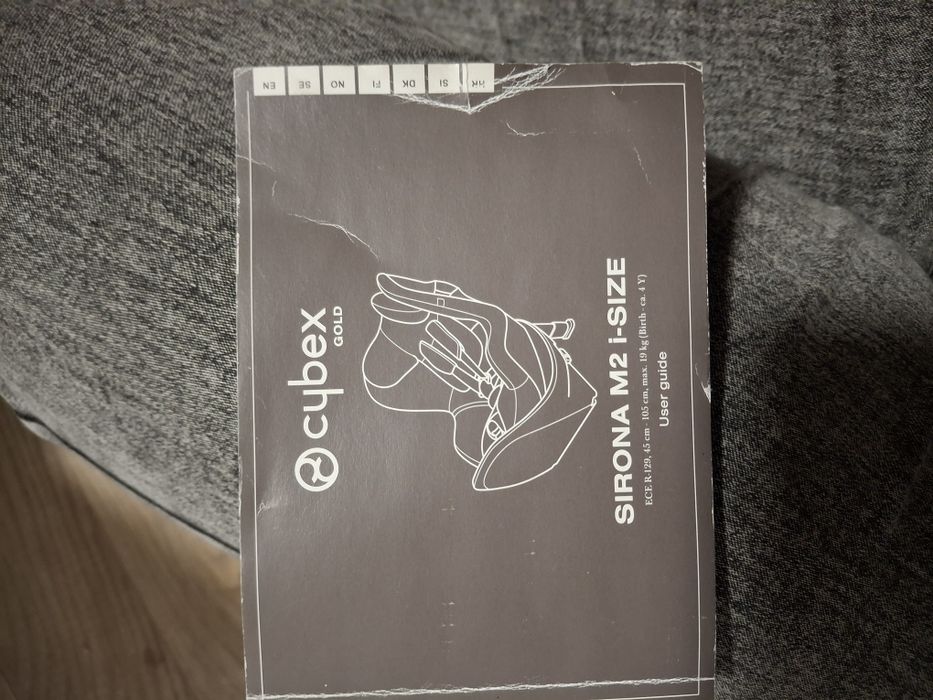 cybex
GOLD
SIRONA M2 i-SIZE
ECE R-129, 45 cm - 105 cm, max. 19 kg (Birth - ca. 4 Y)
User guide
EN
SE
NO
FI
DK
SI
HR